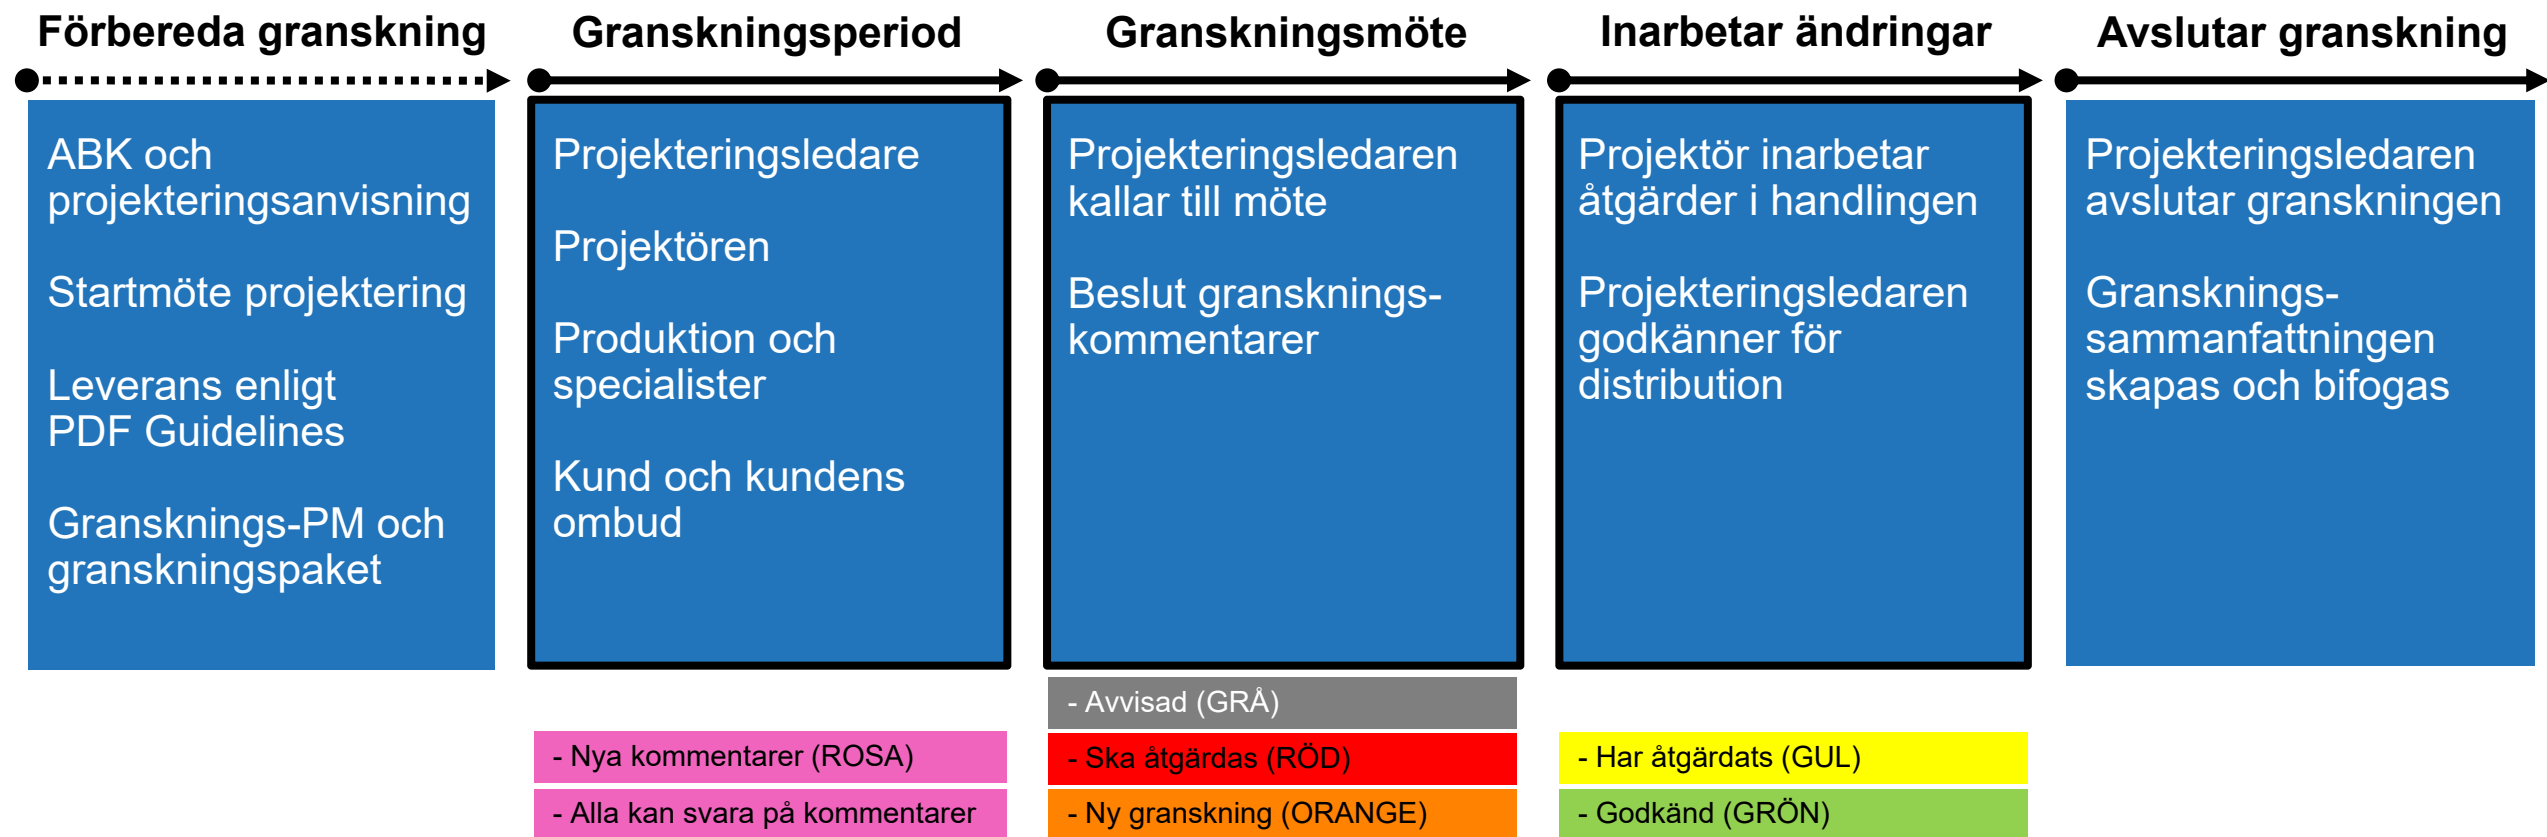 Förbereda granskning
ABK och
projekteringsanvisning
Startmöte projektering
Leverans enligt
PDF Guidelines
Gransknings-PM och
granskningspaket
Granskningsperiod
Projekteringsledare
Projektören
Produktion och
specialister
Kund och kundens
ombud
- Nya kommentarer (ROSA)
- Alla kan svara på kommentarer
Granskningsmöte
Projekteringsledaren
kallar till möte
Beslut gransknings-
kommentarer
- Avvisad (GRÅ)
- Ska åtgärdas (RÖD)
- Ny granskning (ORANGE)
Inarbetar ändringar
Projektör inarbetar
åtgärder i handlingen
Projekteringsledaren
godkänner för
distribution
- Har åtgärdats (GUL)
- Godkänd (GRÖN)
Avslutar granskning
Projekteringsledaren
avslutar granskningen
Gransknings-
sammanfattningen
skapas och bifogas